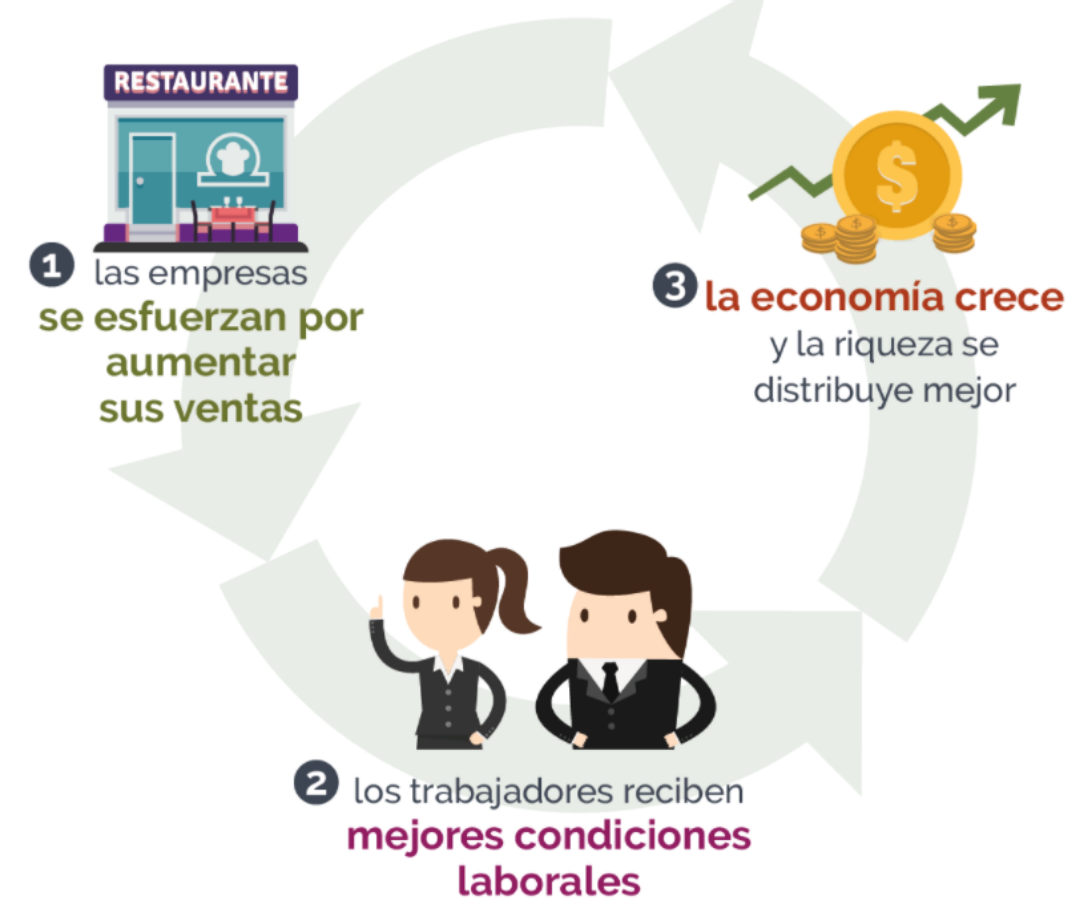 RESTAURANTE
1 las empresas
se esfuerzan por
aumentar
sus ventas
2 los trabajadores reciben
mejores condiciones
laborales
3 la economía crece
y la riqueza se
distribuye mejor
$
$
$
$